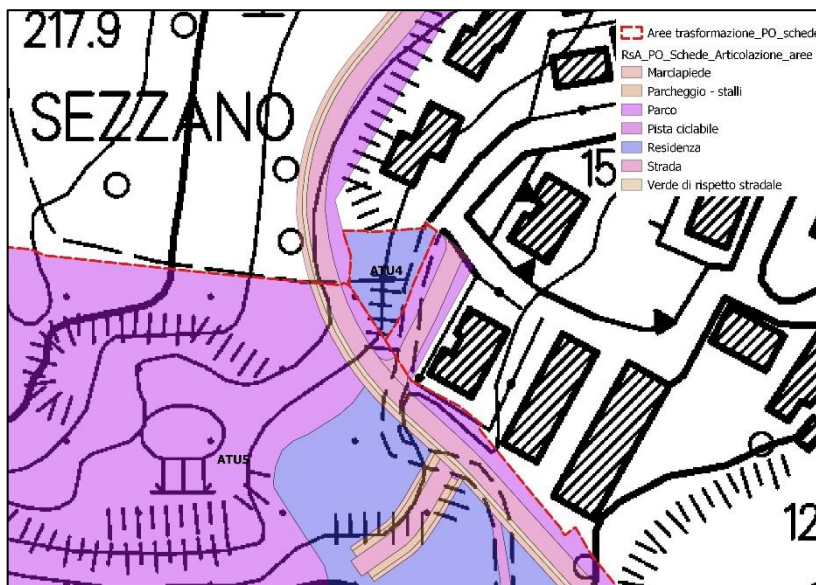 217.9
SEZZANO
Aree trasformazione_PO_schede
RsA_PO_Schede_Articolazione_aree
Marciapiede
Parcheggio - stalli
Parco
Pista ciclabile
Residenza
Strada
Verde di rispetto stradale
15
ATU4
ATU5
12